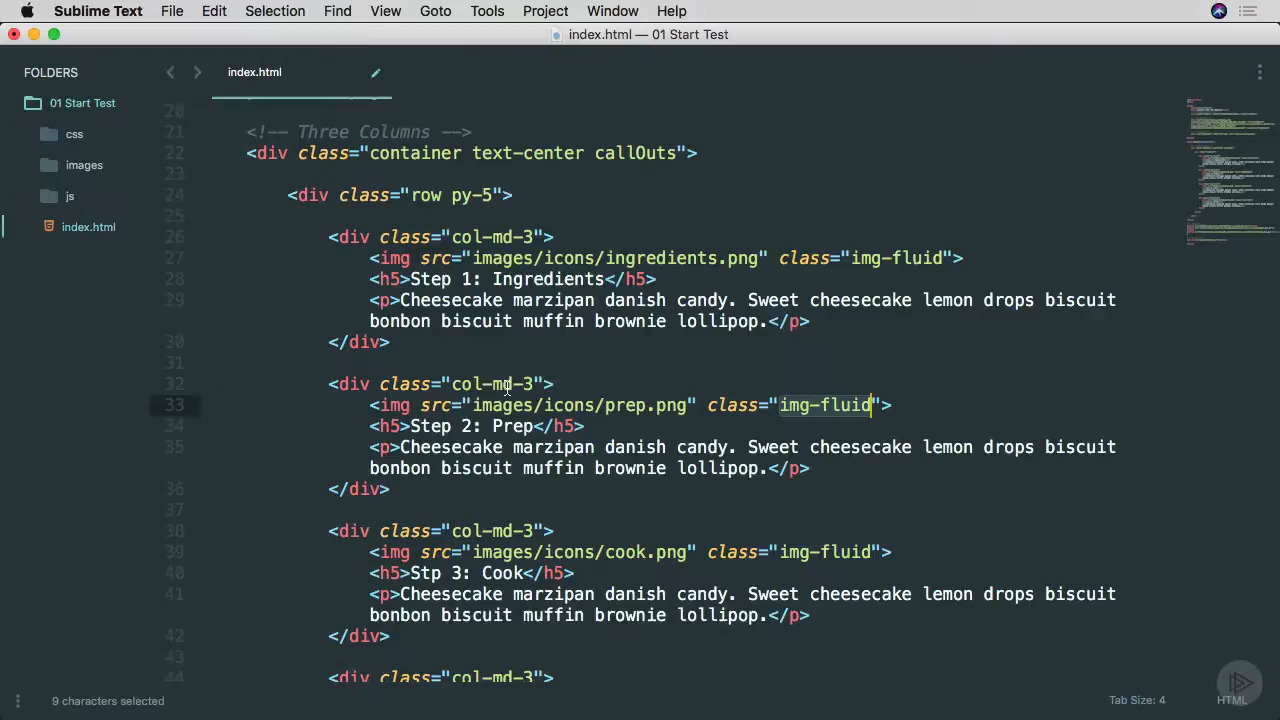 Sublime Text File Edit Selection Find View Goto Tools Project Window Help
index.html — 01 Start Test
FOLDERS
01 Start Test
css
images
js
index.html
index.html
20
21 <!-- Three Columns -->
22 <div class="container text-center callOuts">
23
24 <div class="row py-5">
25
26 <div class="col-md-3">
27 <img src="images/icons/ingredients.png" class="img-fluid">
28 <h5>Step 1: Ingredients</h5>
29 <p>Cheesecake marzipan danish candy. Sweet cheesecake lemon drops biscuit
bonbon biscuit muffin brownie lollipop.</p>
30 </div>
31
32 <div class="col-md-3">
33 <img src="images/icons/prep.png" class="img-fluid">
34 <h5>Step 2: Prep</h5>
35 <p>Cheesecake marzipan danish candy. Sweet cheesecake lemon drops biscuit
bonbon biscuit muffin brownie lollipop.</p>
36 </div>
37
38 <div class="col-md-3">
39 <img src="images/icons/cook.png" class="img-fluid">
40 <h5>Stp 3: Cook</h5>
41 <p>Cheesecake marzipan danish candy. Sweet cheesecake lemon drops biscuit
bonbon biscuit muffin brownie lollipop.</p>
42 </div>
43
44 <div class="col-md-3">
9 characters selected
Tab Size: 4
HTML